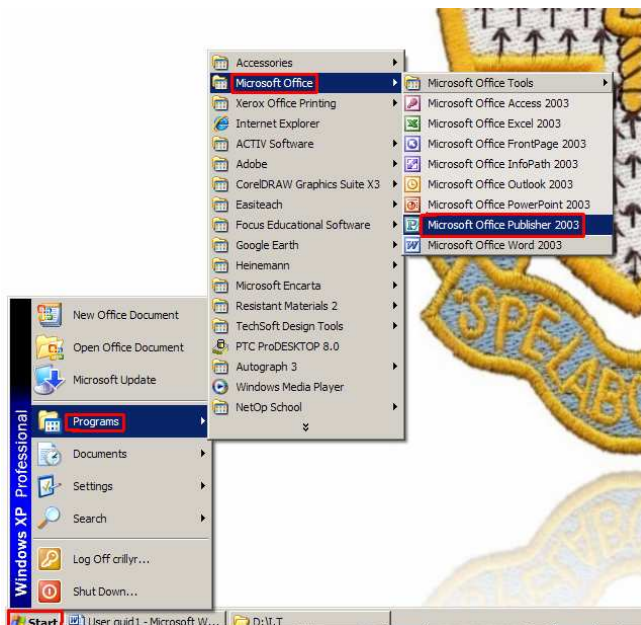 Accessories
Microsoft Office
Xerox Office Printing
Internet Explorer
ACTIV Software
Adobe
CorelDRAW Graphics Suite X3
Easiteach
Focus Educational Software
Google Earth
Heinemann
Microsoft Encarta
Resistant Materials 2
TechSoft Design Tools
PTC ProDESKTOP 8.0
Autograph 3
Windows Media Player
NetOp School
Microsoft Office Tools
Microsoft Office Access 2003
Microsoft Office Excel 2003
Microsoft Office FrontPage 2003
Microsoft Office InfoPath 2003
Microsoft Office Outlook 2003
Microsoft Office PowerPoint 2003
Microsoft Office Publisher 2003
Microsoft Office Word 2003
SPE LABO
New Office Document
Open Office Document
Microsoft Update
Programs
Documents
Settings
Search
Log Off crillyr...
Shut Down...
Windows XP Professional
Start
User guid1 - Microsoft W...
D:\I.T